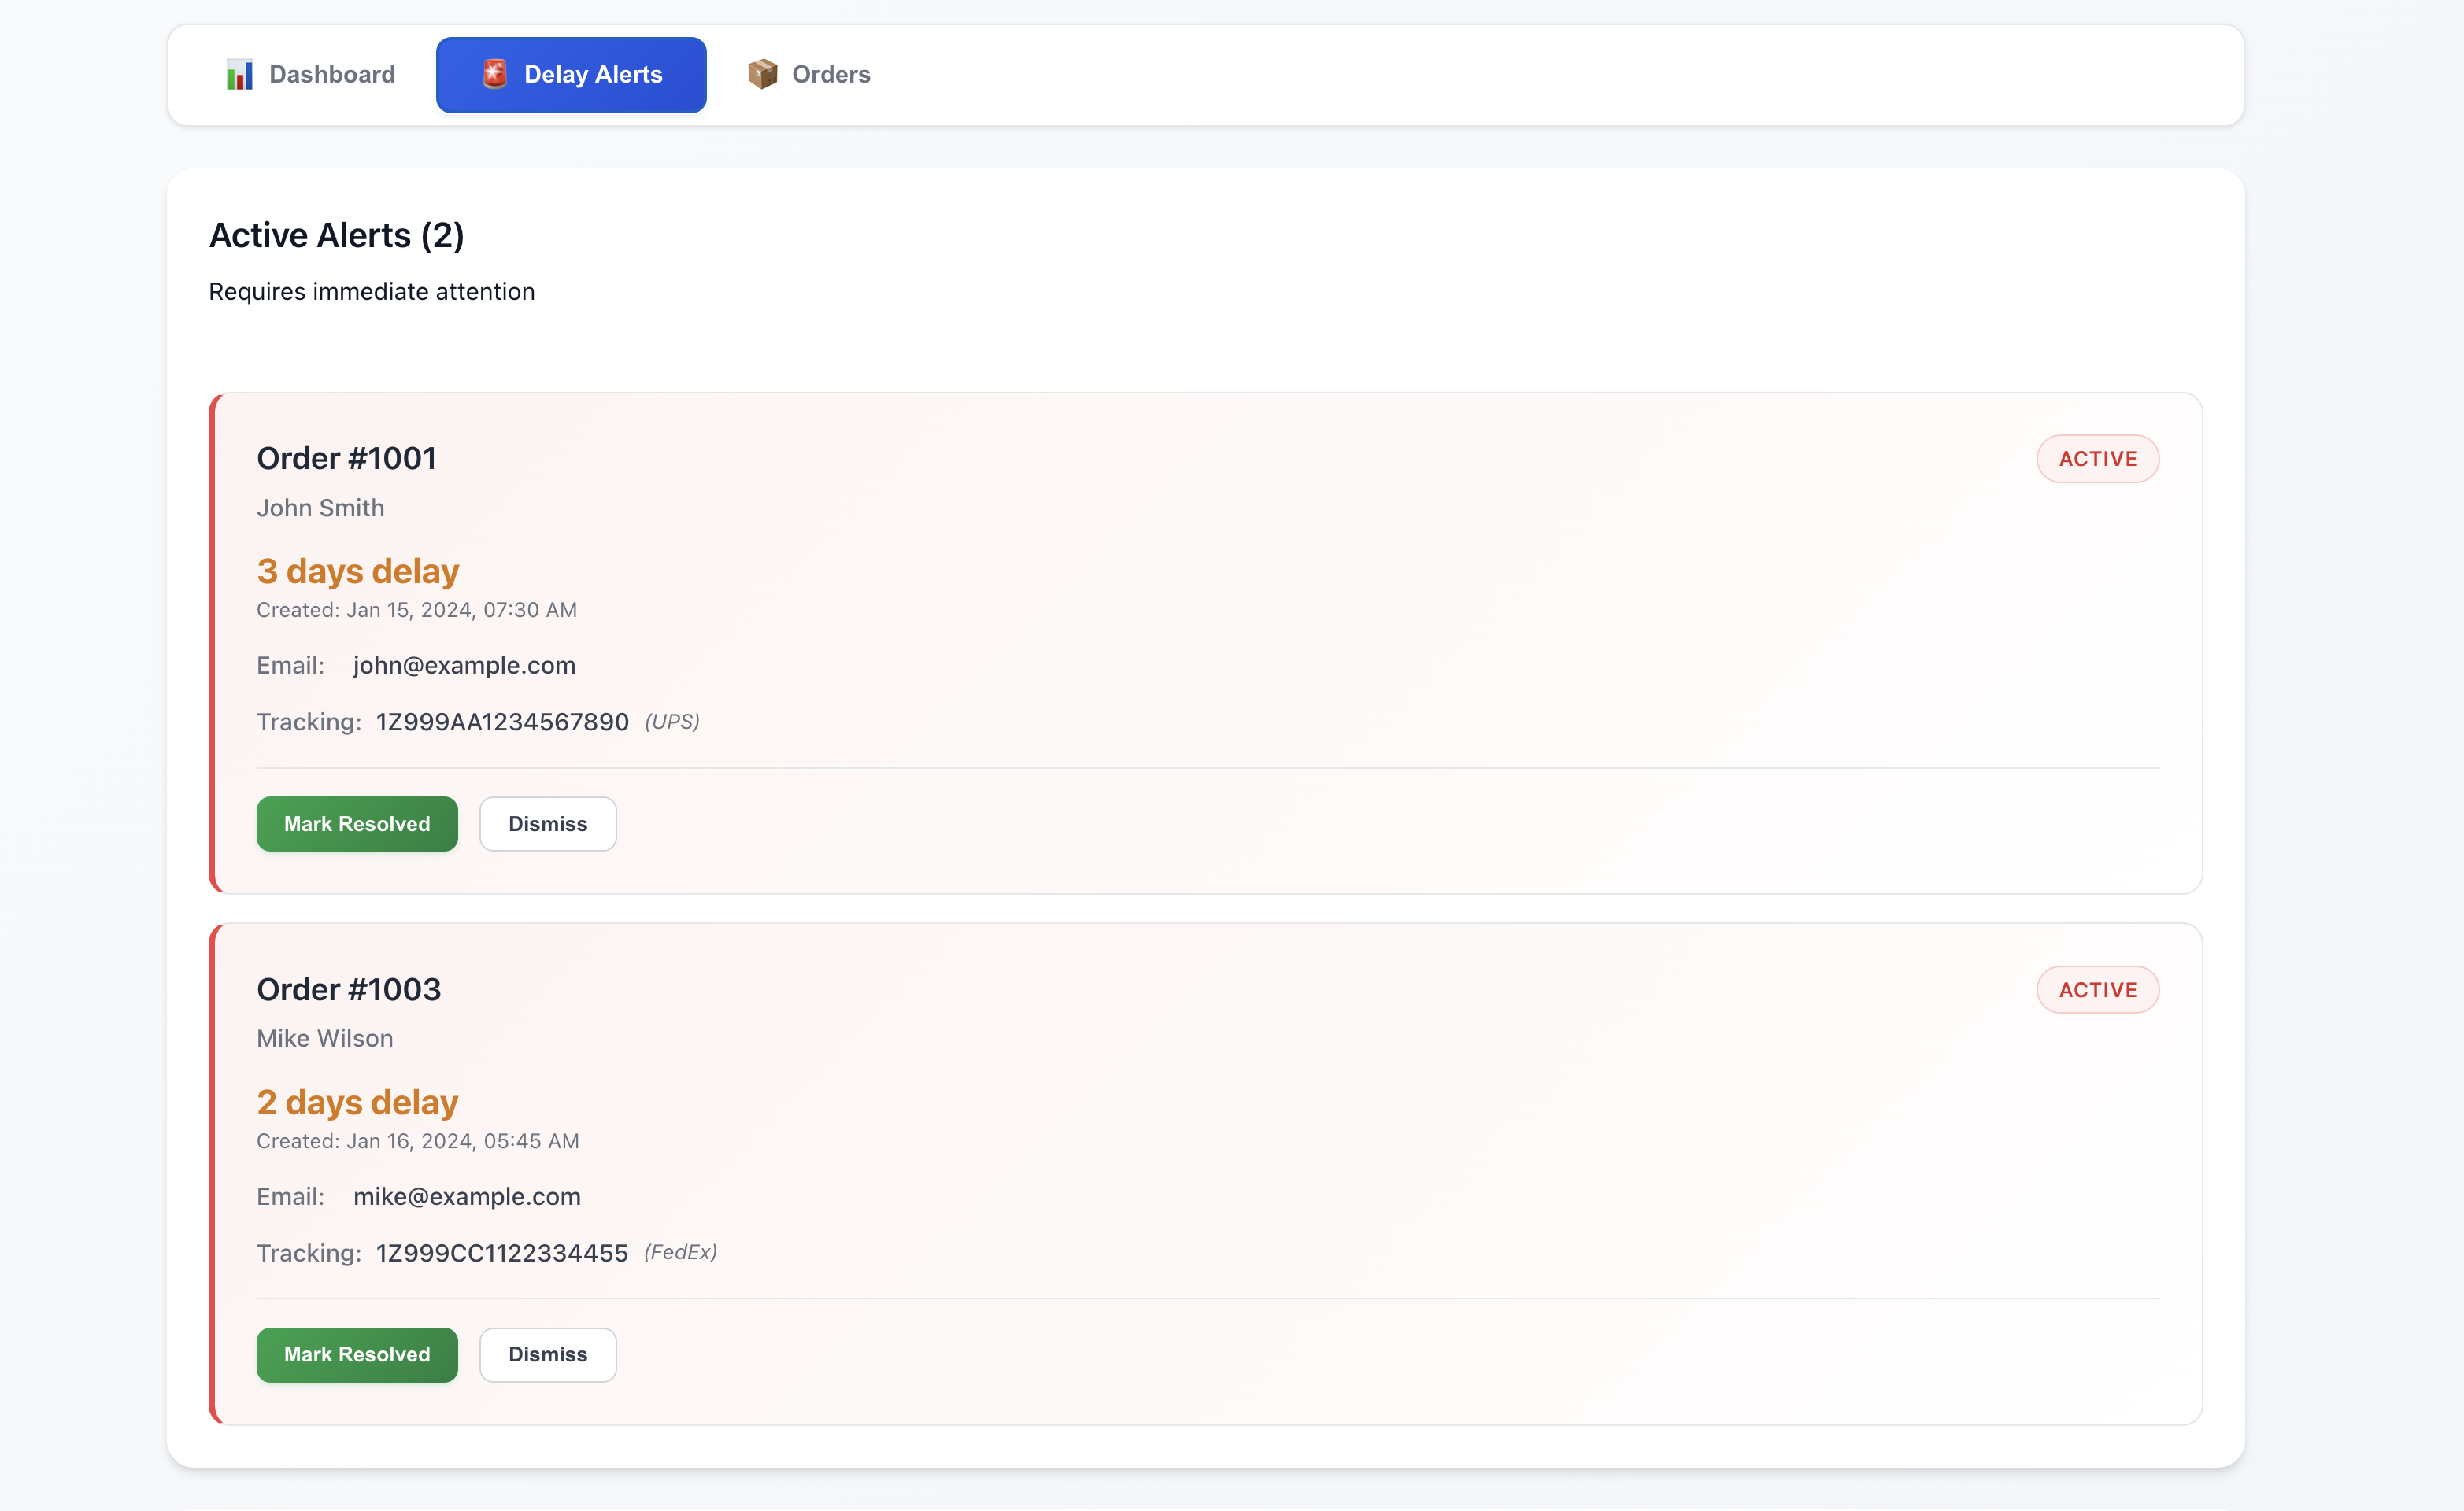 Dashboard Delay Alerts Orders
Active Alerts (2)
Requires immediate attention
Order #1001 ACTIVE
John Smith
3 days delay
Created: Jan 15, 2024, 07:30 AM
Email: john@example.com
Tracking: 1Z999AA1234567890 (UPS)
Mark Resolved Dismiss
Order #1003 ACTIVE
Mike Wilson
2 days delay
Created: Jan 16, 2024, 05:45 AM
Email: mike@example.com
Tracking: 1Z999CC1122334455 (FedEx)
Mark Resolved Dismiss